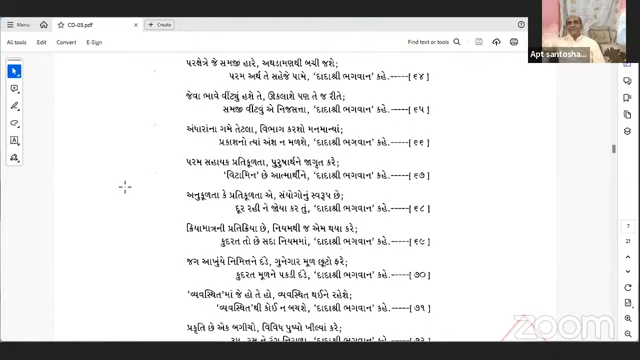 Menu
CD-03.pdf
+ Create
All tools
Edit
Convert
E-Sign
Find text or tools
Apt santosha...
પરક્ષેત્રે જે સમજી હારે, અથડામણથી બચી જશે;
પરમ અર્થ તે સહેજે પામે, 'દાદાશ્રી ભગવાન' કહે.-----[૬૪
જેવા ભાવે વીંટ્યું હશે તે, ઊકલાશે પણ તે જ રીતે;
સમજી વીંટવું એ નિજસત્તા, 'દાદાશ્રી ભગવાન' કહે.-----[૬૫
અંધારાંના ગમે તેટલા, વિભાગ કરશો મનમાન્યાં;
પ્રકાશનો ત્યાં અંશ ન મળશે, 'દાદાશ્રી ભગવાન' કહે.-----[૬૬
પરમ સહાયક પ્રતિકૂળતા, પુરુષાર્થને જાગૃત કરે;
'વિટામિન' છે આત્માર્થીને, 'દાદાશ્રી ભગવાન' કહે.-----[૬૭
અનુકૂળતા કે પ્રતિકૂળતા એ, સંયોગોનું સ્વરૂપ છે;
દૂર રહીને જોયા કર તું, 'દાદાશ્રી ભગવાન' કહે.-----[૬૮
ક્રિયામાત્રની પ્રતિક્રિયા છે, નિયમથી જ એમ થયા કરે;
કુદરત તો છે સદા નિયમમાં, 'દાદાશ્રી ભગવાન' કહે.-----[૬૯
જગ આખુંયે નિમિત્તને દંડે, ગુનેગાર મૂળ છૂટો ફરે;
કુદરત મૂળને પકડી દંડે, 'દાદાશ્રી ભગવાન' કહે.-----[૭૦
'વ્યવસ્થિત'માં જે હો તે હો, વ્યવસ્થિત થઈને રહેશે;
'વ્યવસ્થિત'થી કોઈ ન બચશે, 'દાદાશ્રી ભગવાન' કહે.-----[૭૧
પ્રકૃતિ છે એક બગીચો, વિવિધ પુષ્પો ખીલ્યાં કરે;
7
21
zoom